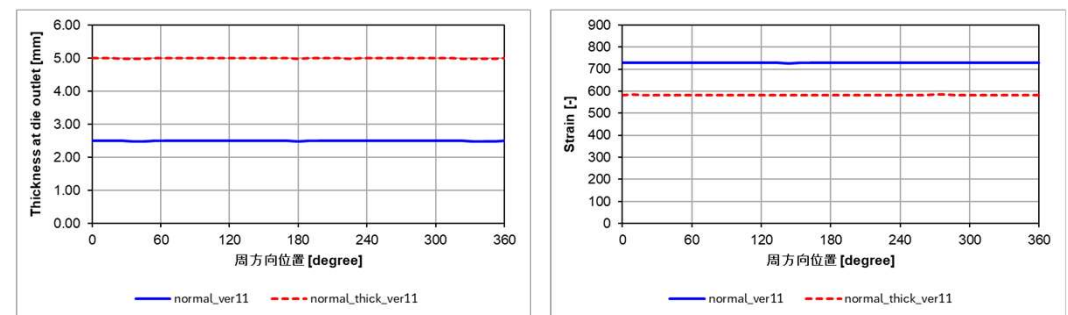 6.00
5.00
4.00
3.00
2.00
1.00
0.00
Thickness at die outlet [mm]
0 60 120 180 240 300 360
周方向位置 [degree]
normal_ver11 normal_thick_ver11
900
800
700
600
500
400
300
200
100
0
Strain [-]
0 60 120 180 240 300 360
周方向位置 [degree]
normal_ver11 normal_thick_ver11